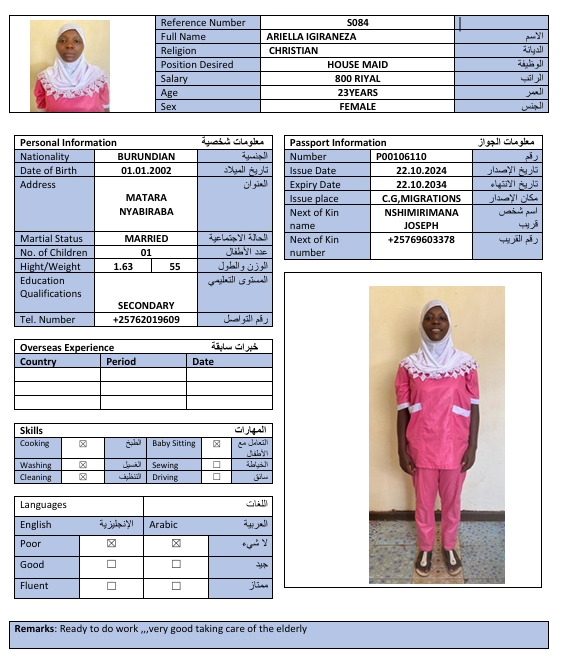 Reference Number S084
Full Name ARIELLA IGIRANEZA الاسم
Religion CHRISTIAN الديانة
Position Desired HOUSE MAID الوظيفة
Salary 800 RIYAL الراتب
Age 23YEARS العمر
Sex FEMALE الجنس
Personal Information معلومات شخصية
Nationality BURUNDIAN الجنسية
Date of Birth 01.01.2002 تاريخ الميلاد
Address العنوان
MATARA
NYABIRABA
Martial Status MARRIED الحالة الاجتماعية
No. of Children 01 عدد الأطفال
Hight/Weight 1.63 55 الوزن والطول
Education المستوى التعليمي
Qualifications
SECONDARY
Tel. Number +25762019609 رقم التواصل
Passport Information معلومات الجواز
Number P00106110 رقم
Issue Date 22.10.2024 تاريخ الإصدار
Expiry Date 22.10.2034 تاريخ الانتهاء
Issue place C.G,MIGRATIONS مكان الإصدار
Next of Kin NSHIMIRIMANA اسم شخص
name JOSEPH قريب
Next of Kin +25769603378 رقم القريب
number
Overseas Experience خبرات سابقة
Country Period Date
Skills المهارات
Cooking ☒ الطبخ Baby Sitting ☒ التعامل مع
الأطفال
Washing ☒ الغسيل Sewing ☐ الخياطة
Cleaning ☒ التنظيف Driving ☐ سائق
Languages اللغات
English الإنجليزية Arabic العربية
Poor ☒ ☒ لا شيء
Good ☐ ☐ جيد
Fluent ☐ ☐ ممتاز
Remarks: Ready to do work ,,,very good taking care of the elderly